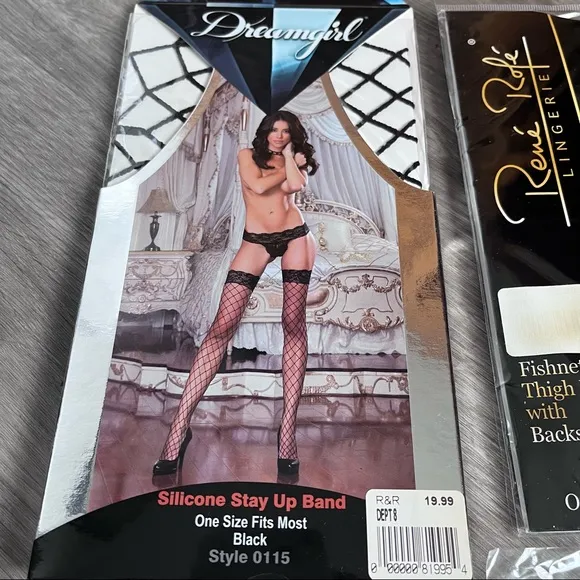 Dreamgirl
Silicone Stay Up Band
One Size Fits Most
Black
Style 0115
R&R 19.99
DEPT 8
0 00000 81995 4
®
René Rofé
LINGERIE
Fishnet
Thigh
with
Backs
O